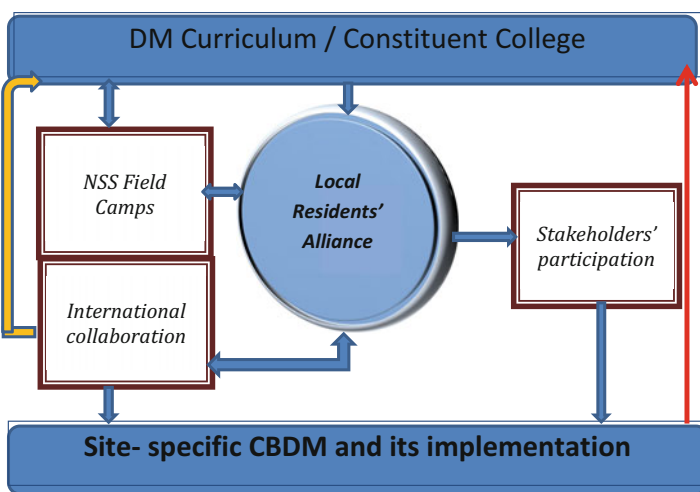 DM Curriculum / Constituent College
NSS Field
Camps
Local
Residents’
Alliance
Stakeholders’
participation
International
collaboration
Site- specific CBDM and its implementation